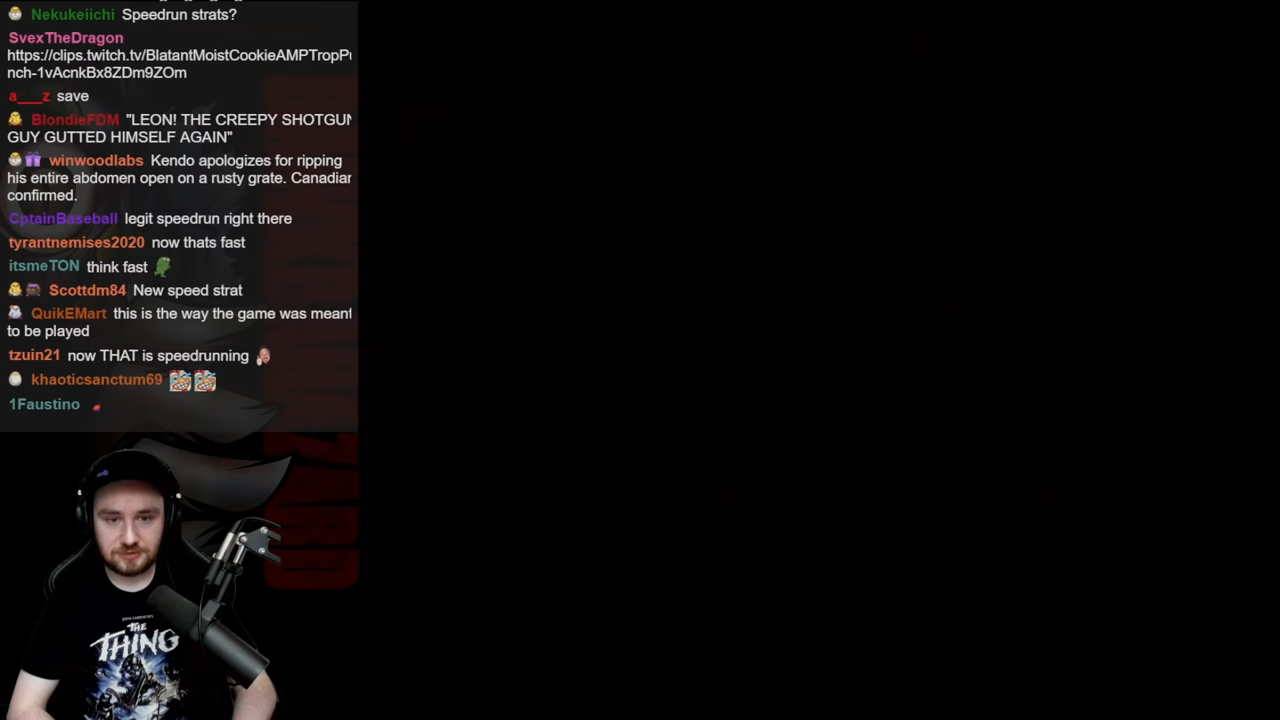 Nekukeiichi Speedrun strats?
SvexTheDragon
https://clips.twitch.tv/BlatantMoistCookieAMPTropPu
nch-1vAcnkBx8ZDm9ZOm
a___z save
BlondieFDM "LEON! THE CREEPY SHOTGUN
GUY GUTTED HIMSELF AGAIN"
winwoodlabs Kendo apologizes for ripping
his entire abdomen open on a rusty grate. Canadian
confirmed.
CptainBaseball legit speedrun right there
tyrantnemises2020 now thats fast
itsmeTON think fast
Scottdm84 New speed strat
QuikEMart this is the way the game was meant
to be played
tzuin21 now THAT is speedrunning
khaoticsanctum69
1Faustino
JOHN CARPENTER'S
THE
THING